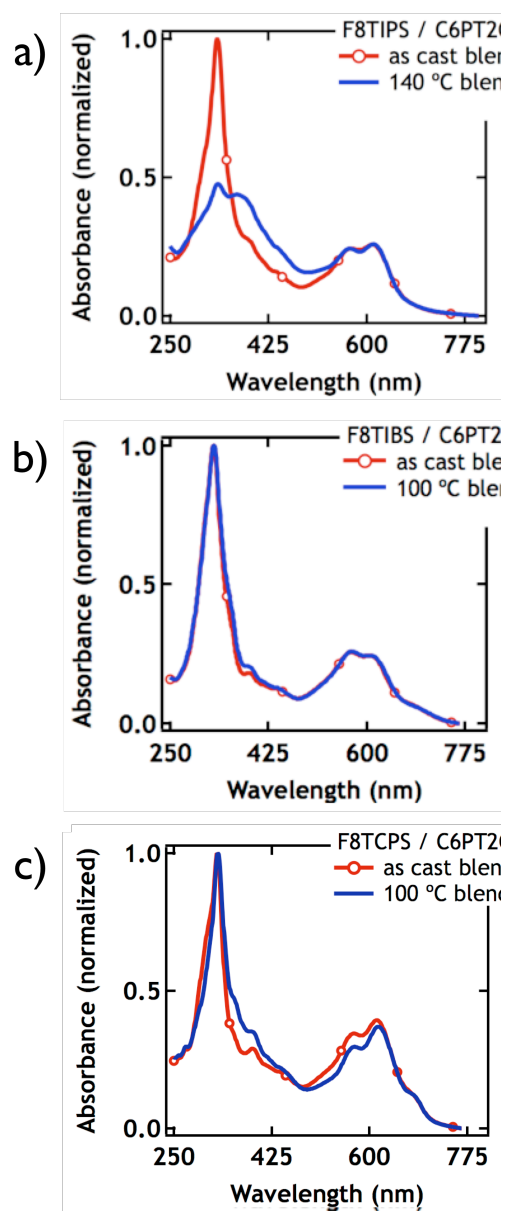 a)
F8TIPS / C6PT2
as cast blen
140 °C blen
Absorbance (normalized)
1.0
0.5
0.0
250 425 600 775
Wavelength (nm)
b)
F8TIBS / C6PT2
as cast ble
100 °C blen
Absorbance (normalized)
1.0
0.5
0.0
250 425 600 775
Wavelength (nm)
c)
F8TCPS / C6PT2
as cast blen
100 °C blend
Absorbance (normalized)
1.0
0.5
0.0
250 425 600 775
Wavelength (nm)